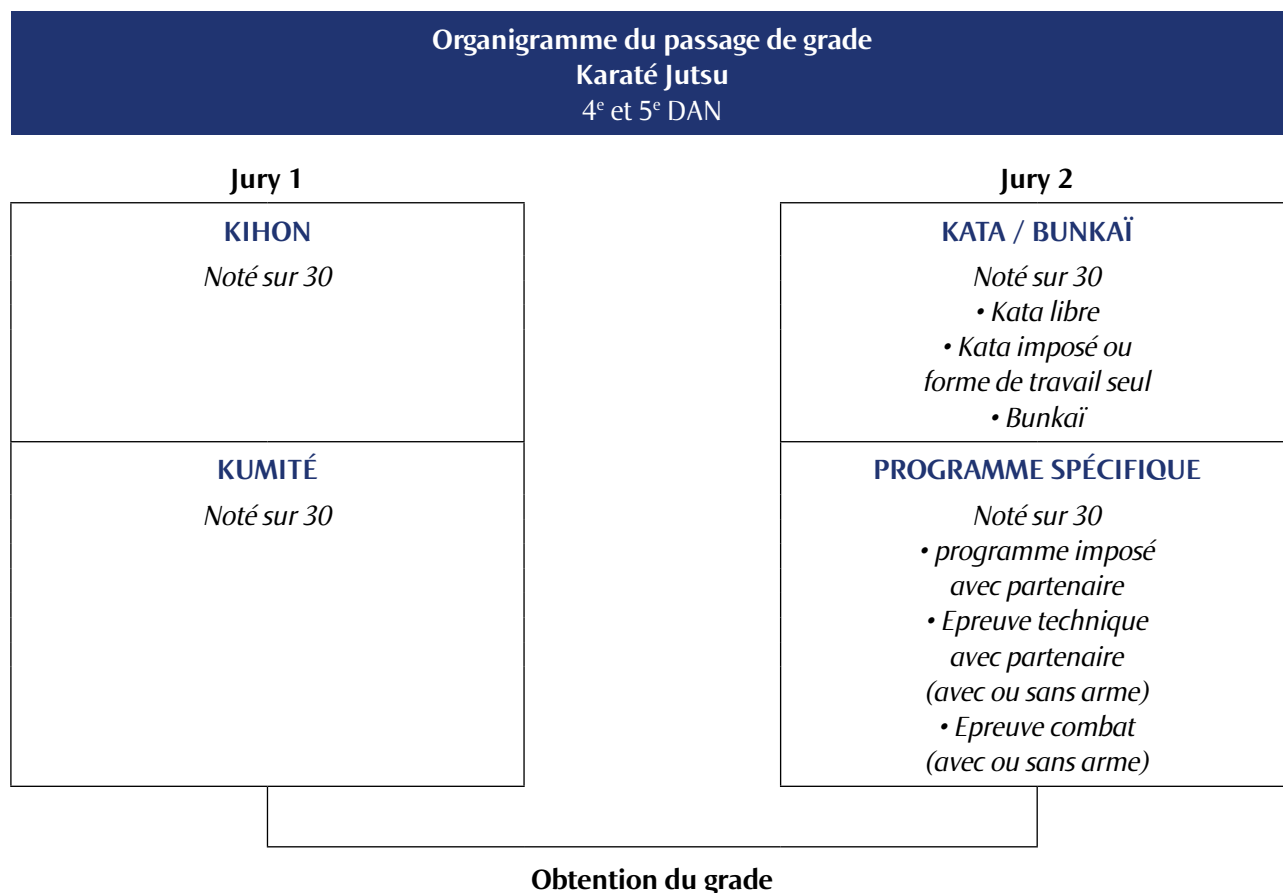 Organigramme du passage de grade
Karaté Jutsu
4e et 5e DAN
Jury 1
KIHON
Noté sur 30
KUMITÉ
Noté sur 30
Jury 2
KATA / BUNKAÏ
Noté sur 30
• Kata libre
• Kata imposé ou
forme de travail seul
• Bunkaï
PROGRAMME SPÉCIFIQUE
Noté sur 30
• programme imposé
avec partenaire
• Epreuve technique
avec partenaire
(avec ou sans arme)
• Epreuve combat
(avec ou sans arme)
Obtention du grade